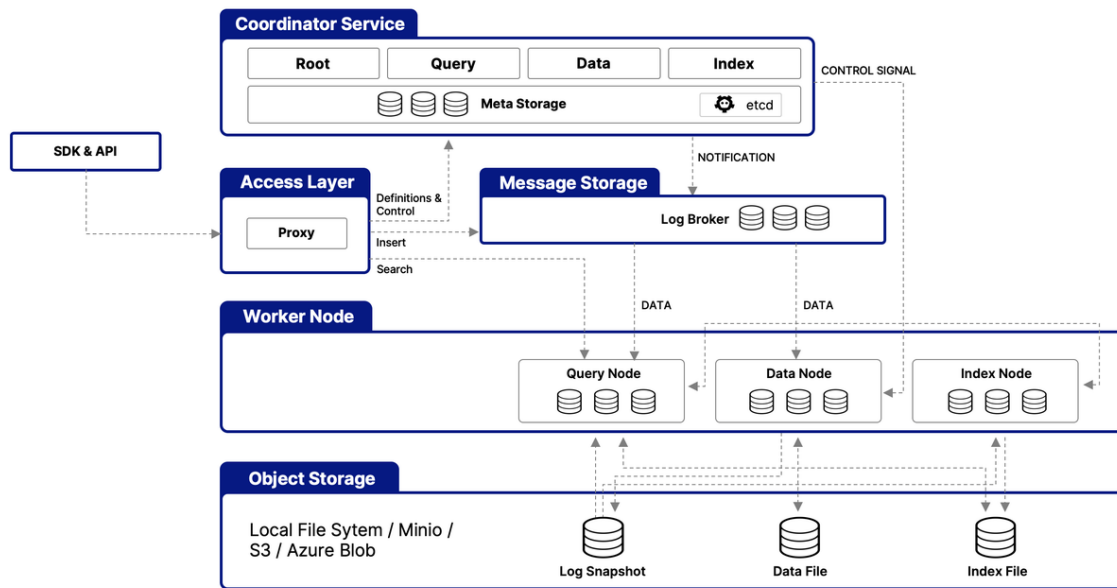 Coordinator Service
Root
Query
Data
Index
CONTROL SIGNAL
Meta Storage
etcd
SDK & API
NOTIFICATION
Access Layer
Message Storage
Definitions &
Control
Proxy
Log Broker
Insert
Search
DATA
DATA
Worker Node
Query Node
Data Node
Index Node
Object Storage
Local File Sytem / Minio /
S3 / Azure Blob
Log Snapshot
Data File
Index File